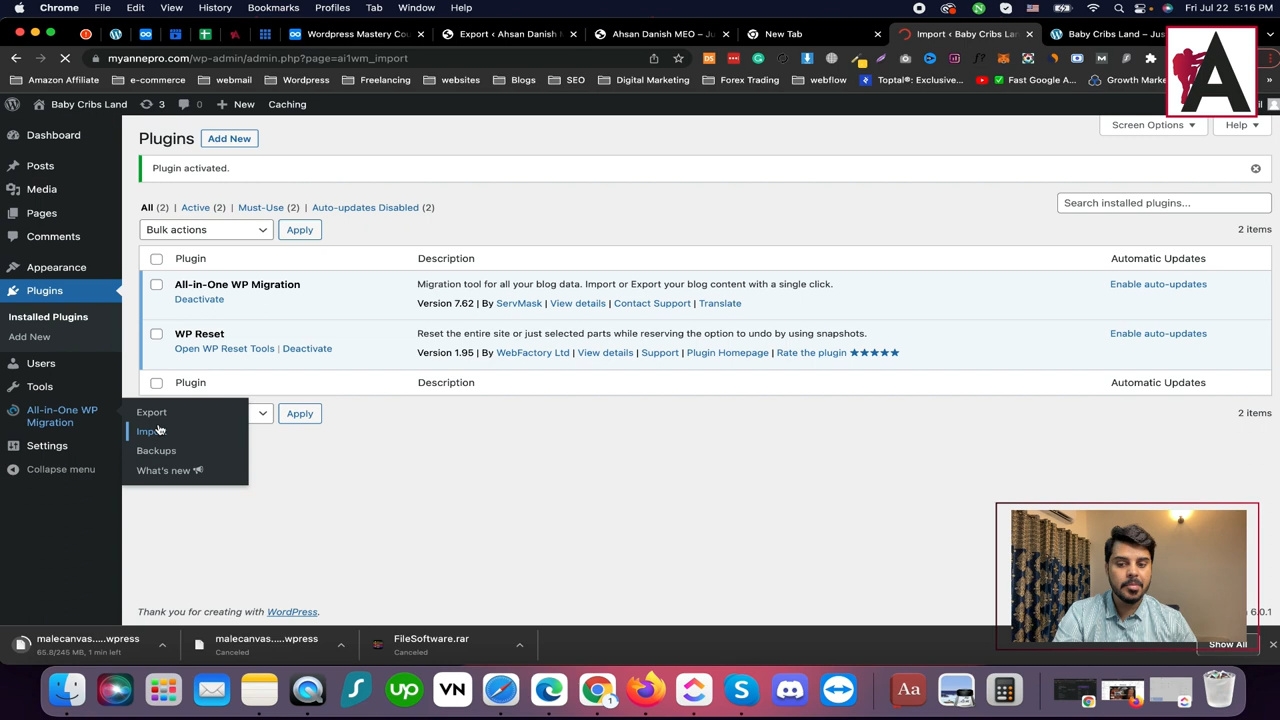 Chrome File Edit View History Bookmarks Profiles Tab Window Help Fri Jul 22 5:16 PM
Wordpress Mastery Cou Export < Ahsan Danish M Ahsan Danish MEO – Ju New Tab Import < Baby Cribs Lan Baby Cribs Land – Jus
myannepro.com/wp-admin/admin.php?page=ai1wm_import
Amazon Affiliate e-commerce webmail Wordpress Freelancing websites Blogs SEO Digital Marketing Forex Trading webflow Toptal®: Exclusive... Fast Google A... Growth Mark
A
Baby Cribs Land 3 0 + New Caching
Screen Options Help
Dashboard
Posts
Media
Pages
Comments
Appearance
Plugins
Installed Plugins
Add New
Users
Tools
All-in-One WP
Migration
Settings
Collapse menu
Export
Impo
Backups
What's new
Plugins Add New
Plugin activated.
All (2) | Active (2) | Must-Use (2) | Auto-updates Disabled (2)
Search installed plugins...
Bulk actions Apply 2 items
Plugin Description Automatic Updates
All-in-One WP Migration Migration tool for all your blog data. Import or Export your blog content with a single click. Enable auto-updates
Deactivate Version 7.62 | By ServMask | View details | Contact Support | Translate
WP Reset Reset the entire site or just selected parts while reserving the option to undo by using snapshots. Enable auto-updates
Open WP Reset Tools | Deactivate Version 1.95 | By WebFactory Ltd | View details | Support | Plugin Homepage | Rate the plugin ★★★★★
Plugin Description Automatic Updates
Apply 2 items
Thank you for creating with WordPress. 6.0.1
malecanvas.....wpress
65.8/245 MB, 1 min left
malecanvas.....wpress
Canceled
FileSoftware.rar
Canceled
Show All
up VN 1 Aa